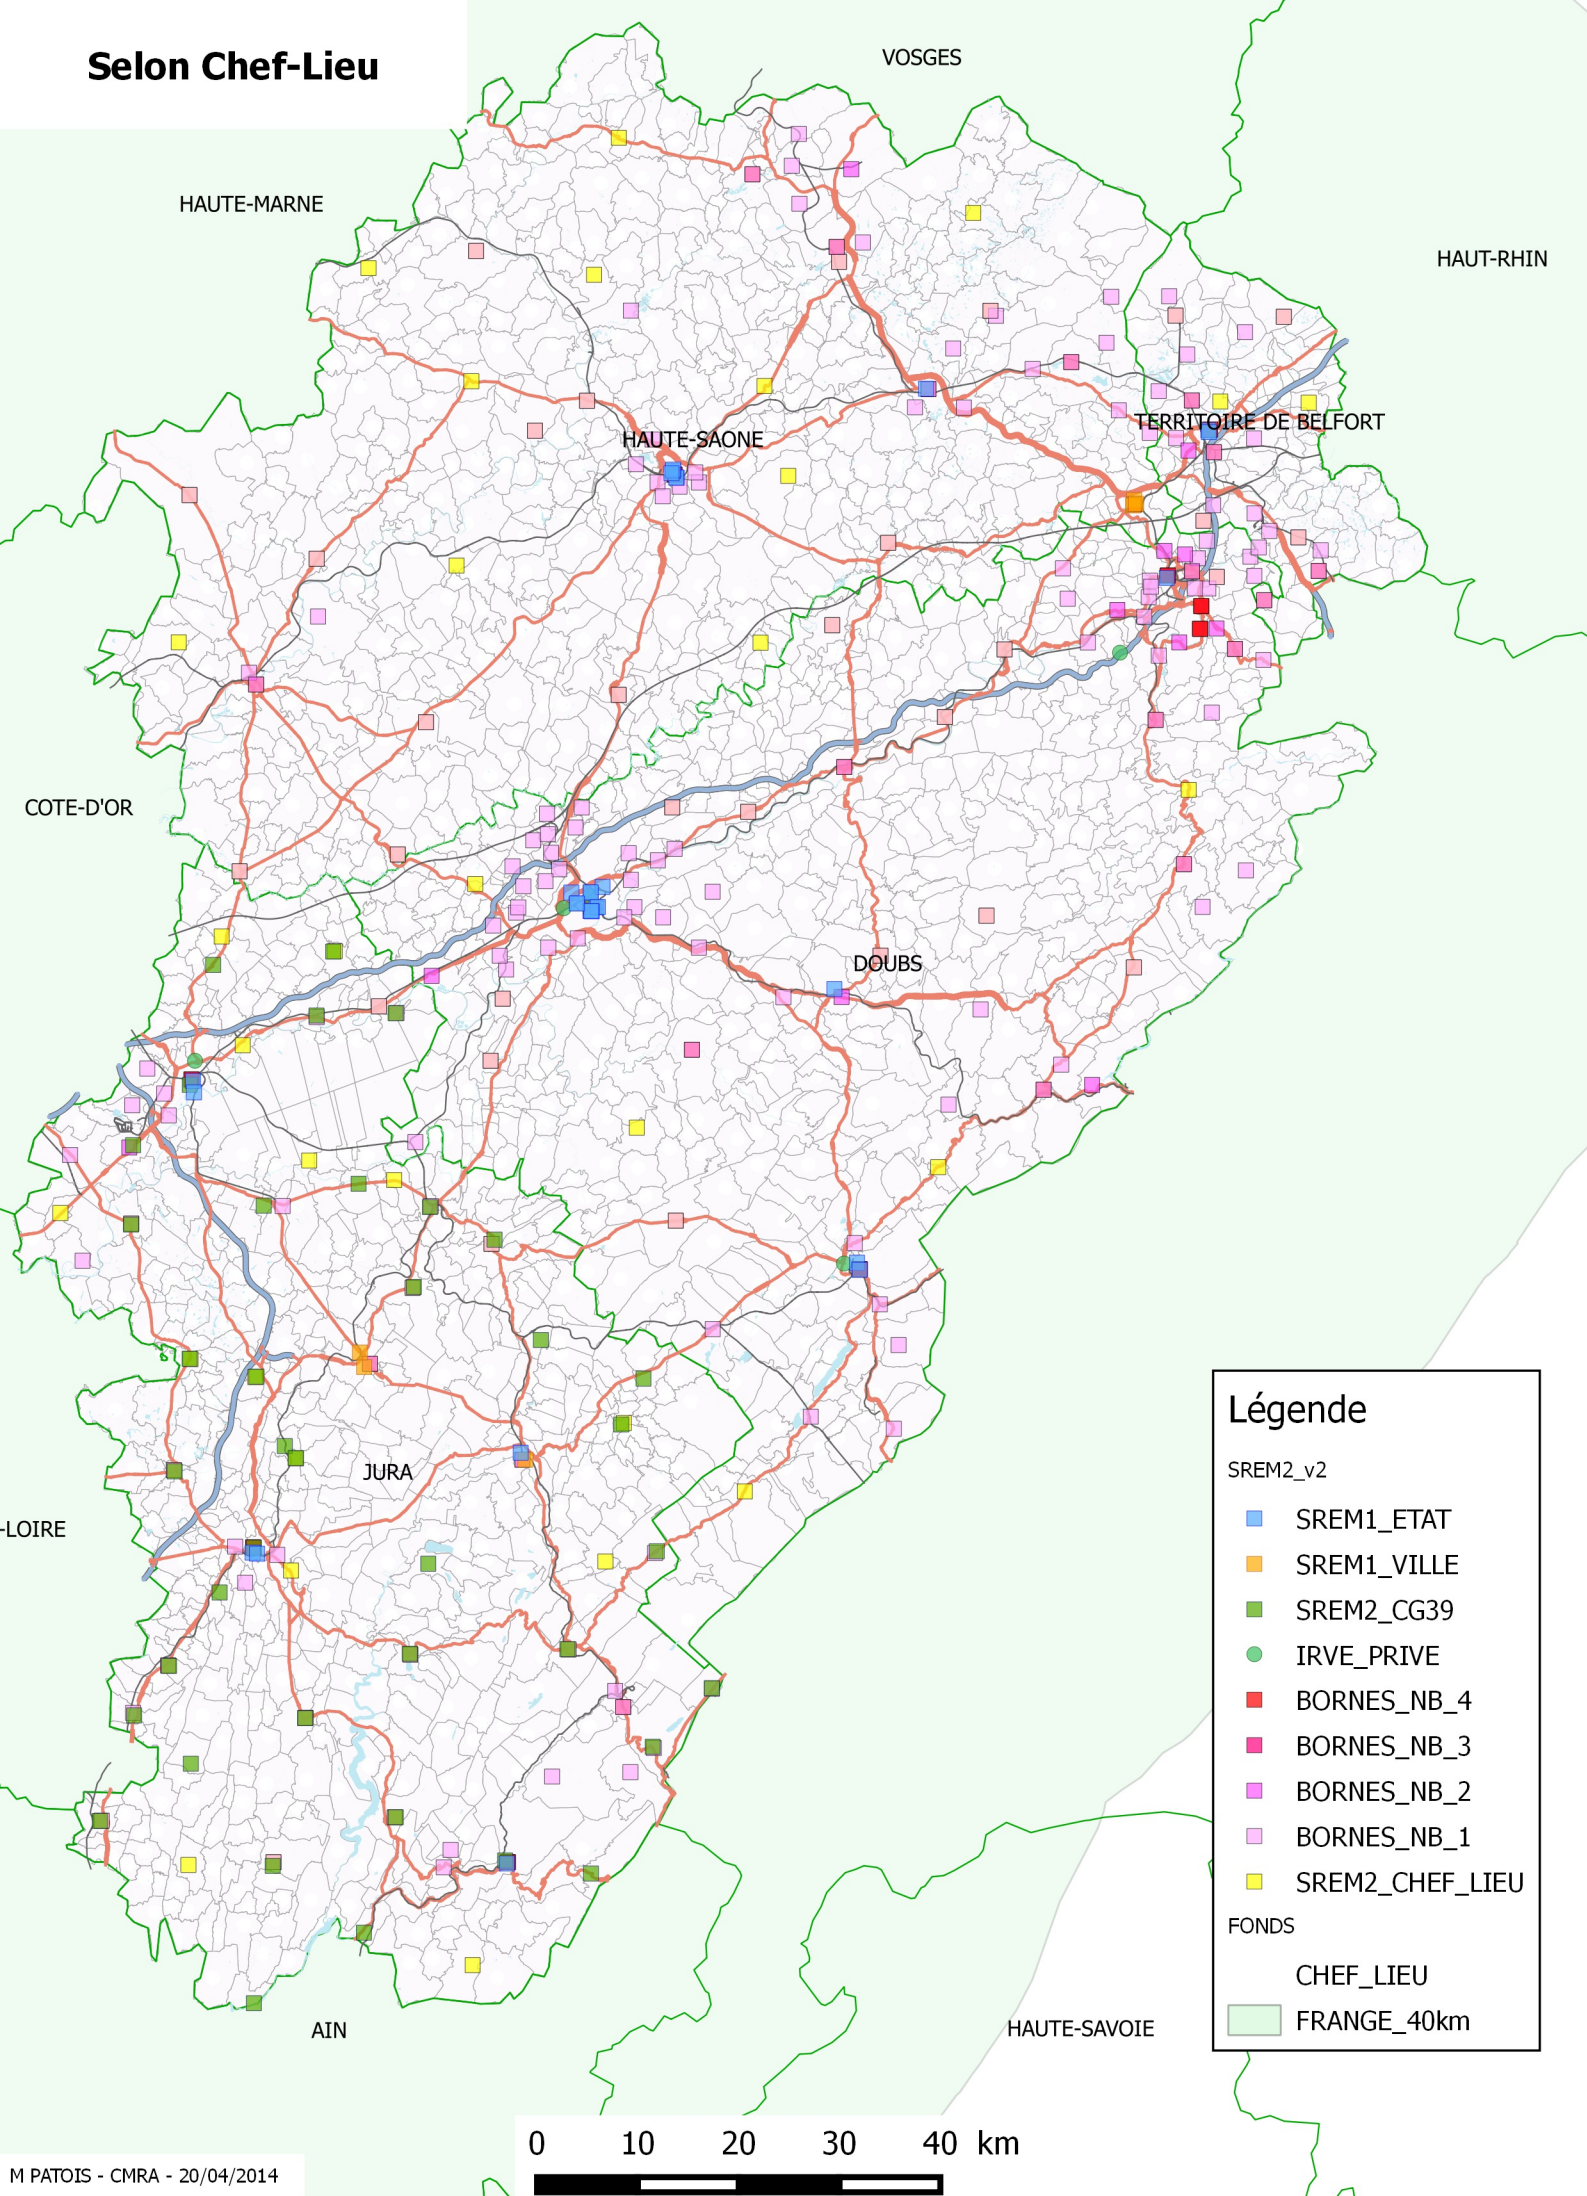 Selon Chef-Lieu
VOSGES
HAUTE-MARNE
HAUT-RHIN
TERRITOIRE DE BELFORT
HAUTE-SAONE
COTE-D'OR
DOUBS
JURA
-LOIRE
AIN
HAUTE-SAVOIE
Légende
SREM2_v2
SREM1_ETAT
SREM1_VILLE
SREM2_CG39
IRVE_PRIVE
BORNES_NB_4
BORNES_NB_3
BORNES_NB_2
BORNES_NB_1
SREM2_CHEF_LIEU
FONDS
CHEF_LIEU
FRANGE_40km
0 10 20 30 40 km
M PATOIS - CMRA - 20/04/2014